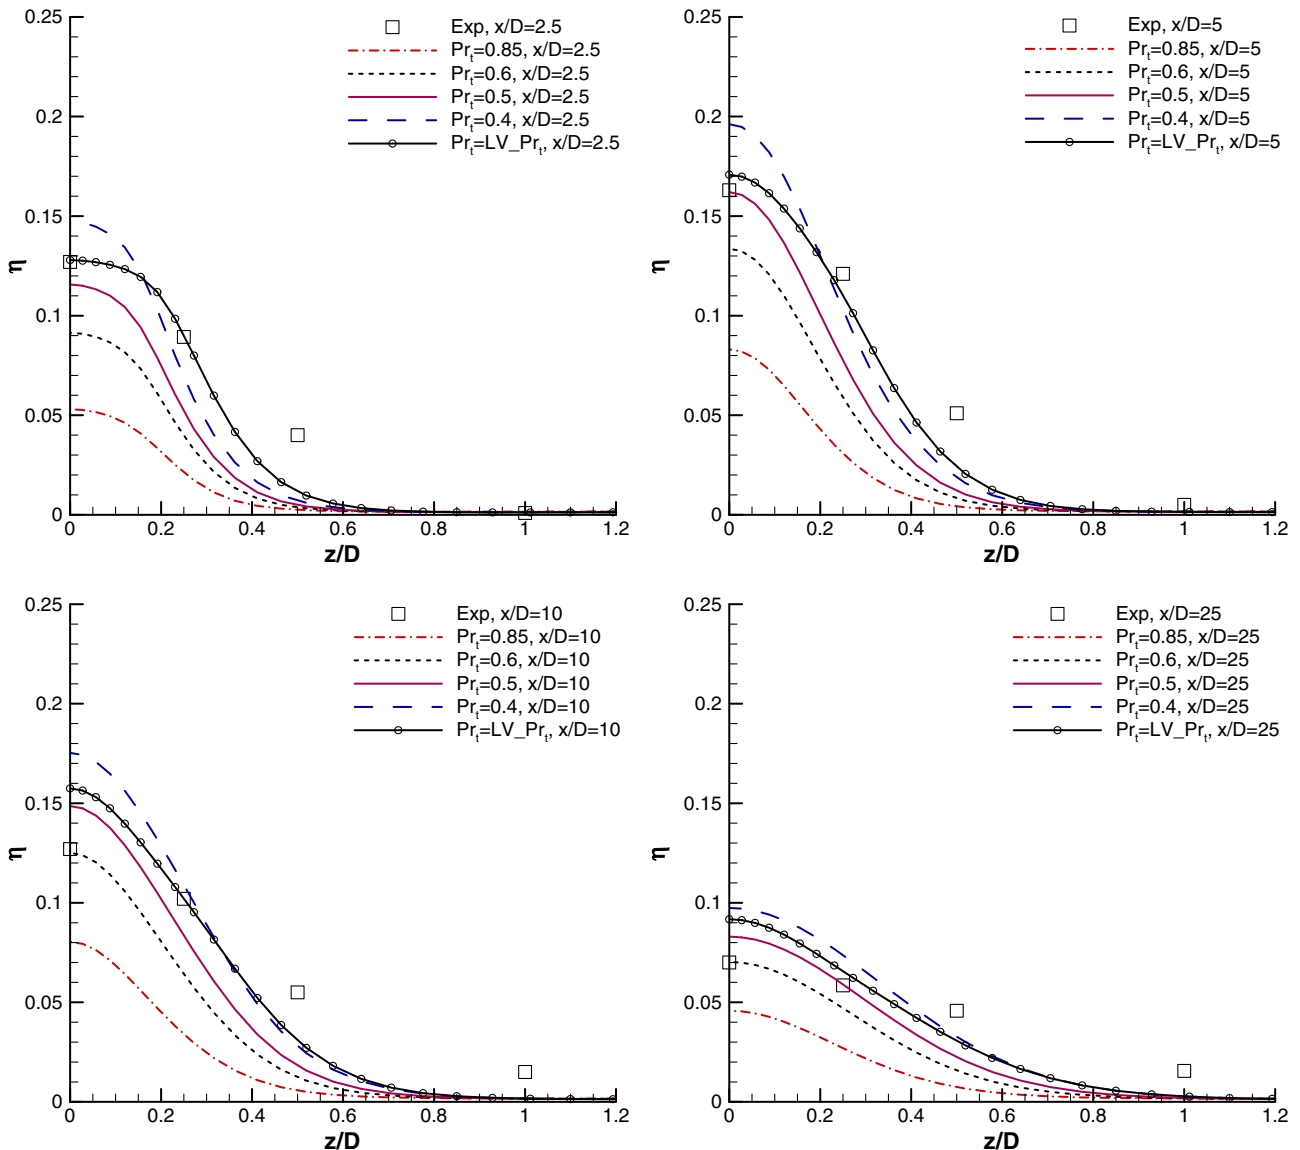 0.25
0.2
0.15
0.1
0.05
0
η
Exp, x/D=2.5
Prₜ=0.85, x/D=2.5
Prₜ=0.6, x/D=2.5
Prₜ=0.5, x/D=2.5
Prₜ=0.4, x/D=2.5
Prₜ=LV_Prₜ, x/D=2.5
0 0.2 0.4 0.6 0.8 1 1.2
z/D
0.25
0.2
0.15
0.1
0.05
0
η
Exp, x/D=5
Prₜ=0.85, x/D=5
Prₜ=0.6, x/D=5
Prₜ=0.5, x/D=5
Prₜ=0.4, x/D=5
Prₜ=LV_Prₜ, x/D=5
0 0.2 0.4 0.6 0.8 1 1.2
z/D
0.25
0.2
0.15
0.1
0.05
0
η
Exp, x/D=10
Prₜ=0.85, x/D=10
Prₜ=0.6, x/D=10
Prₜ=0.5, x/D=10
Prₜ=0.4, x/D=10
Prₜ=LV_Prₜ, x/D=10
0 0.2 0.4 0.6 0.8 1 1.2
z/D
0.25
0.2
0.15
0.1
0.05
0
η
Exp, x/D=25
Prₜ=0.85, x/D=25
Prₜ=0.6, x/D=25
Prₜ=0.5, x/D=25
Prₜ=0.4, x/D=25
Prₜ=LV_Prₜ, x/D=25
0 0.2 0.4 0.6 0.8 1 1.2
z/D